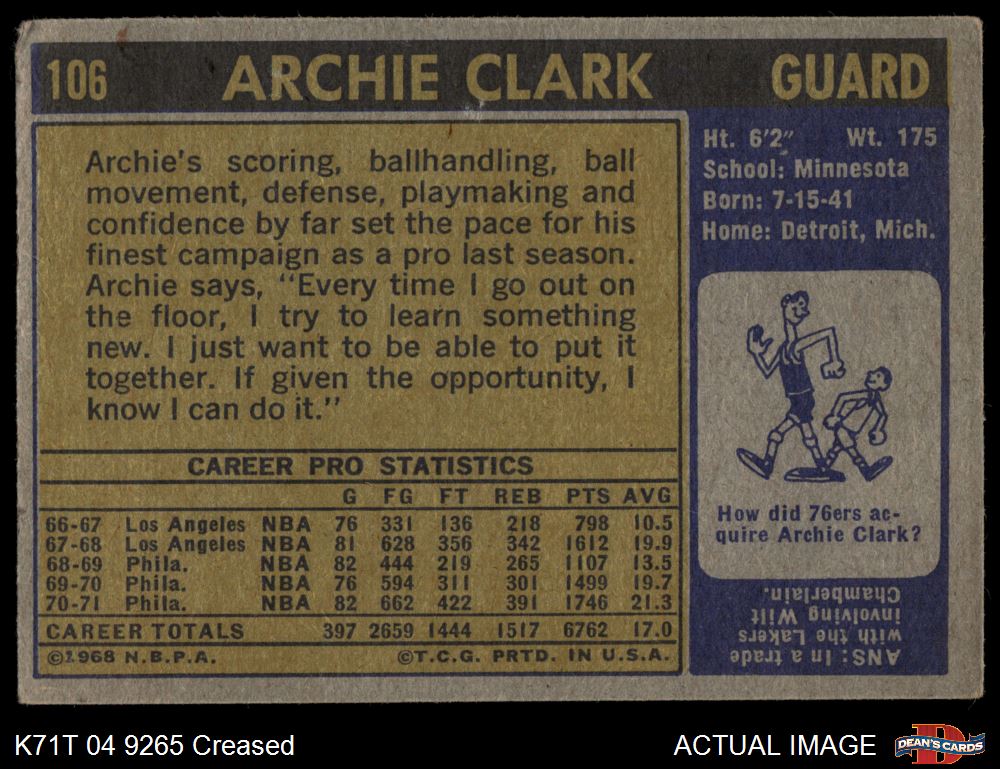 106 ARCHIE CLARK GUARD
Archie's scoring, ballhandling, ball
movement, defense, playmaking and
confidence by far set the pace for his
finest campaign as a pro last season.
Archie says, "Every time I go out on
the floor, I try to learn something
new. I just want to be able to put it
together. If given the opportunity, I
know I can do it."
CAREER PRO STATISTICS
G FG FT REB PTS AVG
66-67 Los Angeles NBA 76 331 136 218 798 10.5
67-68 Los Angeles NBA 81 628 356 342 1612 19.9
68-69 Phila. NBA 82 444 219 265 1107 13.5
69-70 Phila. NBA 76 594 311 301 1499 19.7
70-71 Phila. NBA 82 662 422 391 1746 21.3
CAREER TOTALS 397 2659 1444 1517 6762 17.0
©1968 N.B.P.A. ©T.C.G. PRTD. IN U.S.A.
Ht. 6'2" Wt. 175
School: Minnesota
Born: 7-15-41
Home: Detroit, Mich.
How did 76ers ac-
quire Archie Clark?
ANS: In a trade
with the Lakers
involving Wilt
Chamberlain.
K71T 04 9265 Creased ACTUAL IMAGE DEAN'S CARDS